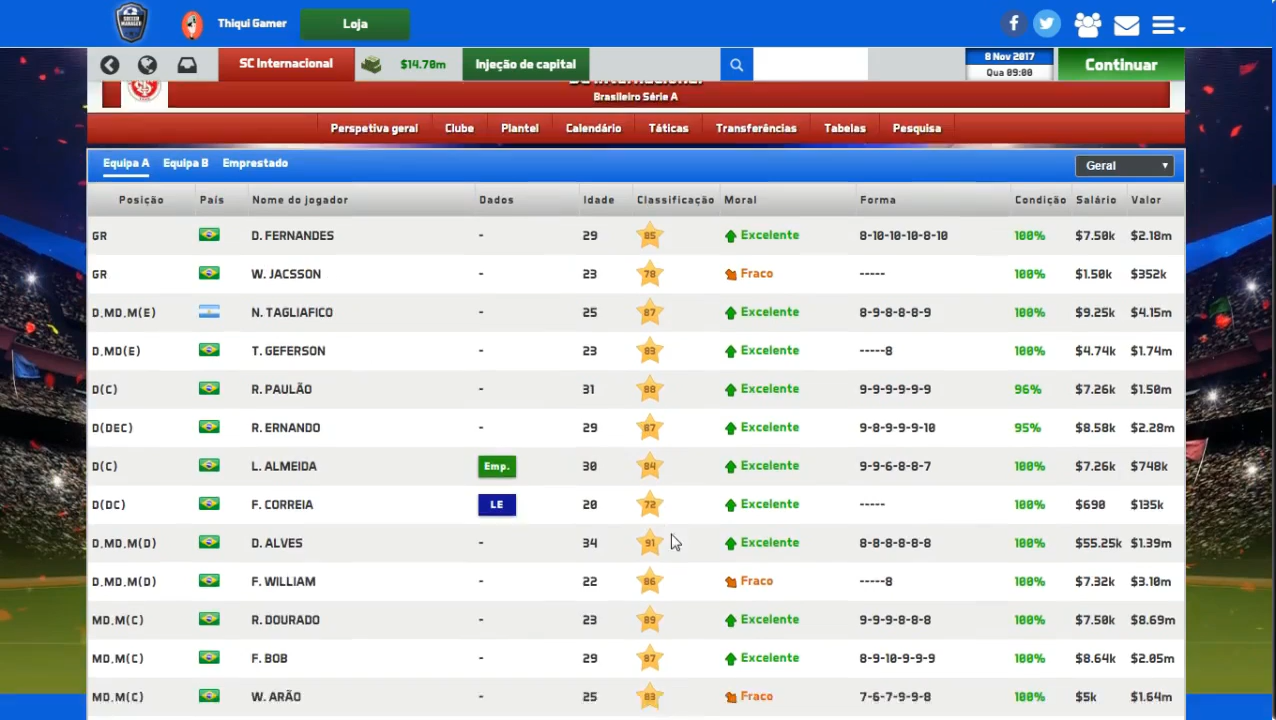 SOCCER MANAGER
Thiqui Gamer
Loja
SC Internacional
$14.70m
Injeção de capital
8 Nov 2017
Qua 09:00
Continuar
SC Internacional
Brasileiro Série A
Perspetiva geral Clube Plantel Calendário Táticas Transferências Tabelas Pesquisa
Equipa A Equipa B Emprestado Geral
Posição País Nome do jogador Dados Idade Classificação Moral Forma Condição Salário Valor
GR D. FERNANDES - 29 85 Excelente 8-10-10-10-8-10 100% $7.50k $2.18m
GR W. JACSSON - 23 78 Fraco ----- 100% $1.50k $352k
D,MD,M(E) N. TAGLIAFICO - 25 87 Excelente 8-9-8-8-8-9 100% $9.25k $4.15m
D,MD(E) T. GEFERSON - 23 83 Excelente -----8 100% $4.74k $1.74m
D(C) R. PAULÃO - 31 88 Excelente 9-9-9-9-9-9 96% $7.26k $1.50m
D(DEC) R. ERNANDO - 29 87 Excelente 9-8-9-9-9-10 95% $8.58k $2.28m
D(C) L. ALMEIDA Emp. 30 84 Excelente 9-9-6-8-8-7 100% $7.26k $748k
D(DC) F. CORREIA LE 20 72 Excelente ----- 100% $690 $135k
D,MD,M(D) D. ALVES - 34 91 Excelente 8-8-8-8-8-8 100% $55.25k $1.39m
D,MD,M(D) F. WILLIAM - 22 86 Fraco -----8 100% $7.32k $3.10m
MD,M(C) R. DOURADO - 23 89 Excelente 9-9-9-8-8-8 100% $7.50k $8.69m
MD,M(C) F. BOB - 29 87 Excelente 8-9-10-9-9-9 100% $8.64k $2.05m
MD,M(C) W. ARÃO - 25 83 Fraco 7-6-7-9-9-8 100% $5k $1.64m